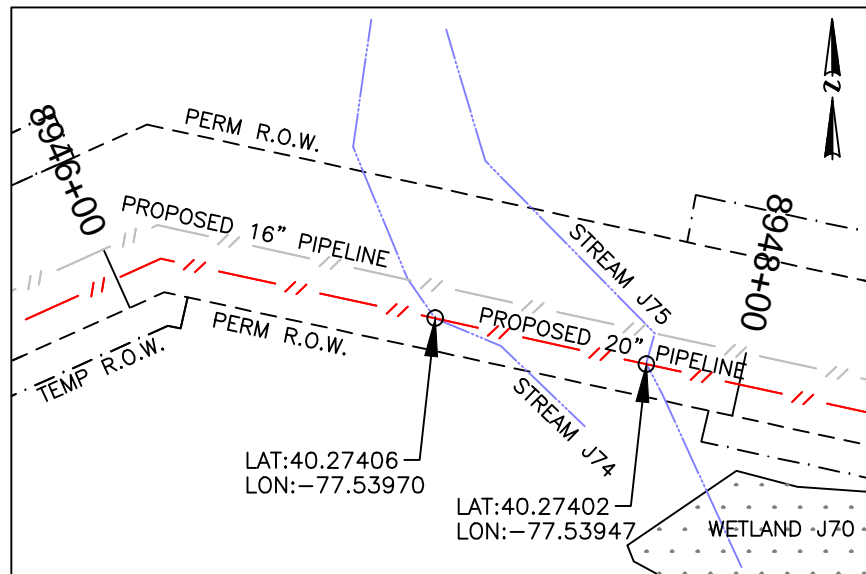 8946+00
PERM R.O.W.
N
PROPOSED 16" PIPELINE
STREAM J75
8948+00
PROPOSED 20" PIPELINE
PERM R.O.W.
TEMP R.O.W.
STREAM J74
LAT:40.27406
LON:-77.53970
LAT:40.27402
LON:-77.53947
WETLAND J70